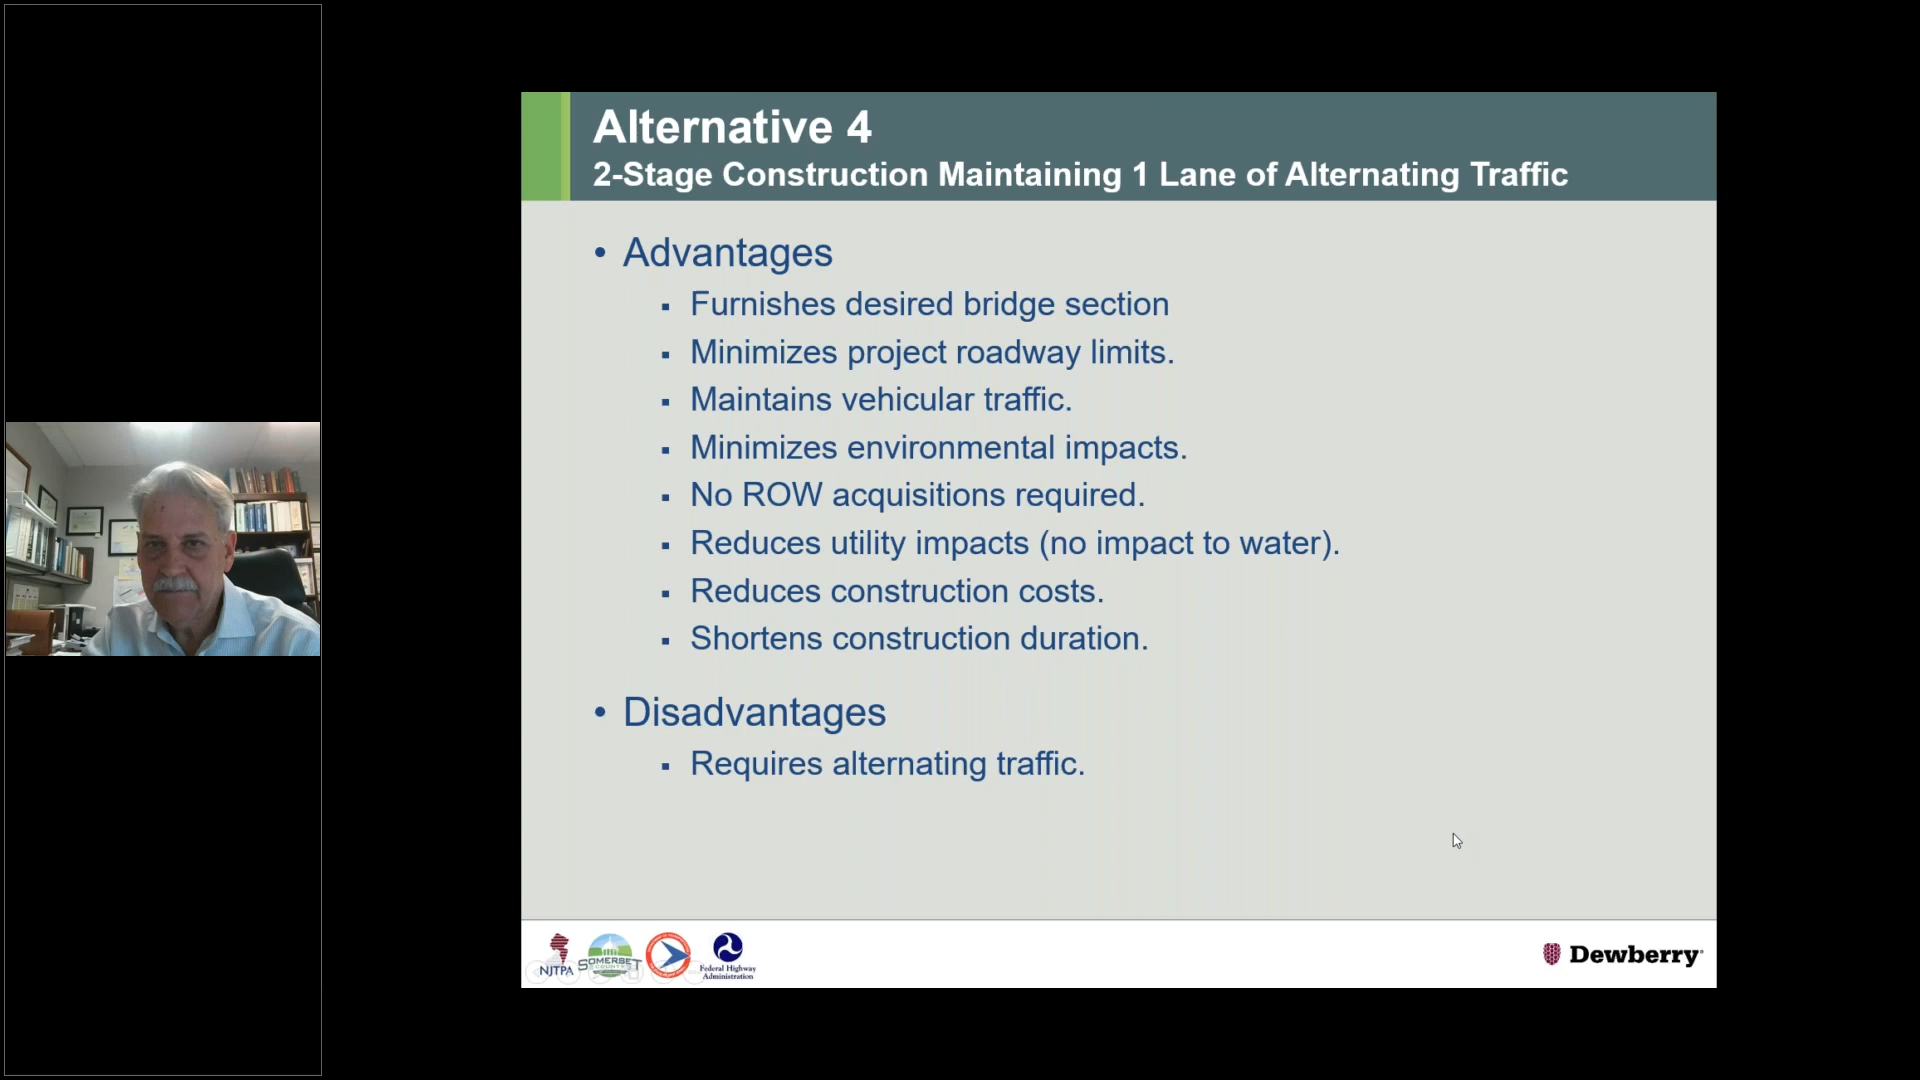 Alternative 4
2-Stage Construction Maintaining 1 Lane of Alternating Traffic
• Advantages
▪ Furnishes desired bridge section
▪ Minimizes project roadway limits.
▪ Maintains vehicular traffic.
▪ Minimizes environmental impacts.
▪ No ROW acquisitions required.
▪ Reduces utility impacts (no impact to water).
▪ Reduces construction costs.
▪ Shortens construction duration.
• Disadvantages
▪ Requires alternating traffic.
NJTPA
SOMERSET
COUNTY
Federal Highway
Administration
Dewberry